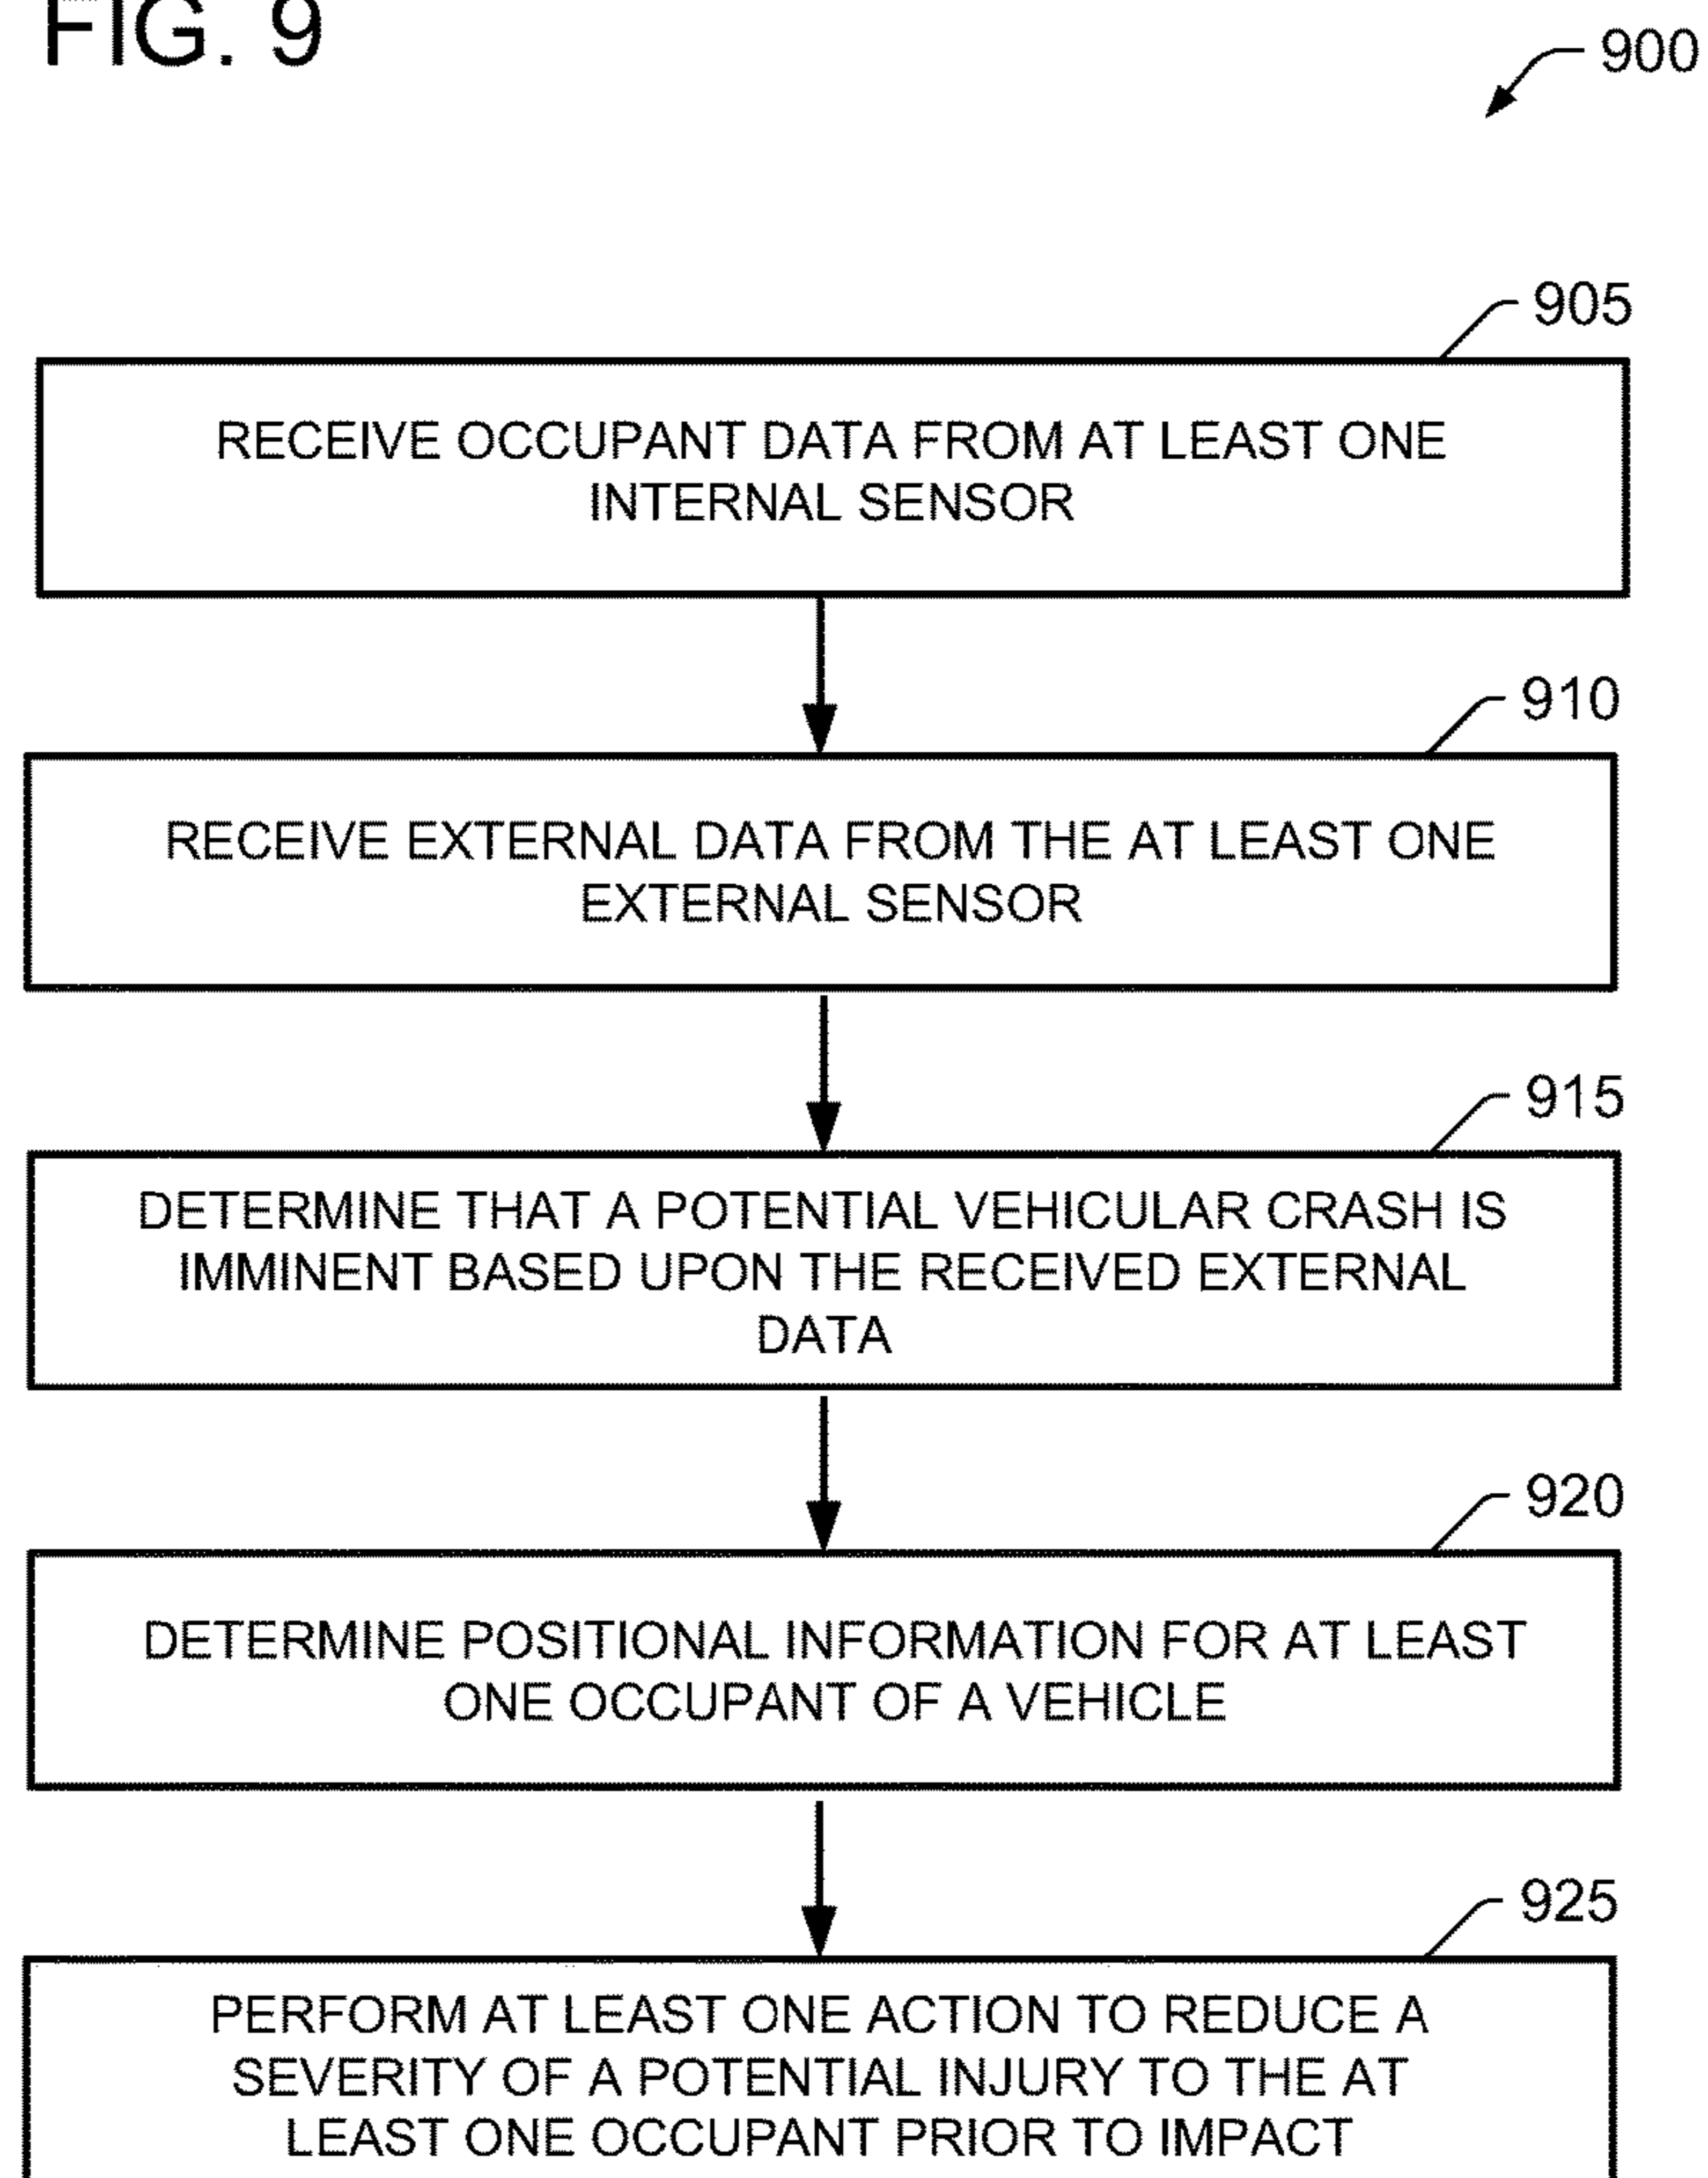 FIG. 9
900
905
RECEIVE OCCUPANT DATA FROM AT LEAST ONE
INTERNAL SENSOR
910
RECEIVE EXTERNAL DATA FROM THE AT LEAST ONE
EXTERNAL SENSOR
915
DETERMINE THAT A POTENTIAL VEHICULAR CRASH IS
IMMINENT BASED UPON THE RECEIVED EXTERNAL
DATA
920
DETERMINE POSITIONAL INFORMATION FOR AT LEAST
ONE OCCUPANT OF A VEHICLE
925
PERFORM AT LEAST ONE ACTION TO REDUCE A
SEVERITY OF A POTENTIAL INJURY TO THE AT
LEAST ONE OCCUPANT PRIOR TO IMPACT